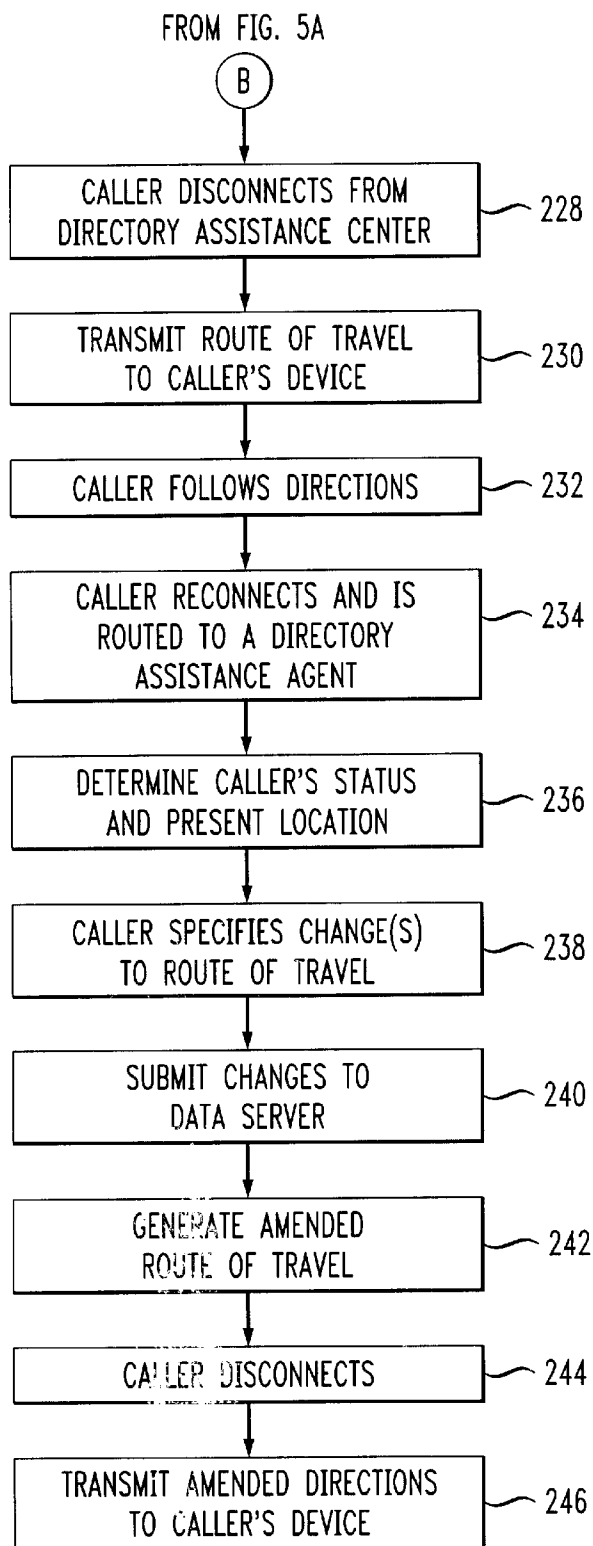 FROM FIG. 5A
B
CALLER DISCONNECTS FROM
DIRECTORY ASSISTANCE CENTER
228
TRANSMIT ROUTE OF TRAVEL
TO CALLER'S DEVICE
230
CALLER FOLLOWS DIRECTIONS
232
CALLER RECONNECTS AND IS
ROUTED TO A DIRECTORY
ASSISTANCE AGENT
234
DETERMINE CALLER'S STATUS
AND PRESENT LOCATION
236
CALLER SPECIFIES CHANGE(S)
TO ROUTE OF TRAVEL
238
SUBMIT CHANGES TO
DATA SERVER
240
GENERATE AMENDED
ROUTE OF TRAVEL
242
CALLER DISCONNECTS
244
TRANSMIT AMENDED DIRECTIONS
TO CALLER'S DEVICE
246